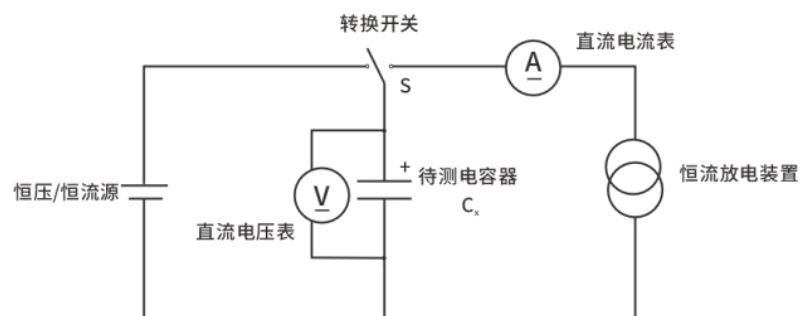 转换开关
直流电流表
A
S
恒压/恒流源
+
待测电容器
Cx
V
直流电压表
恒流放电装置